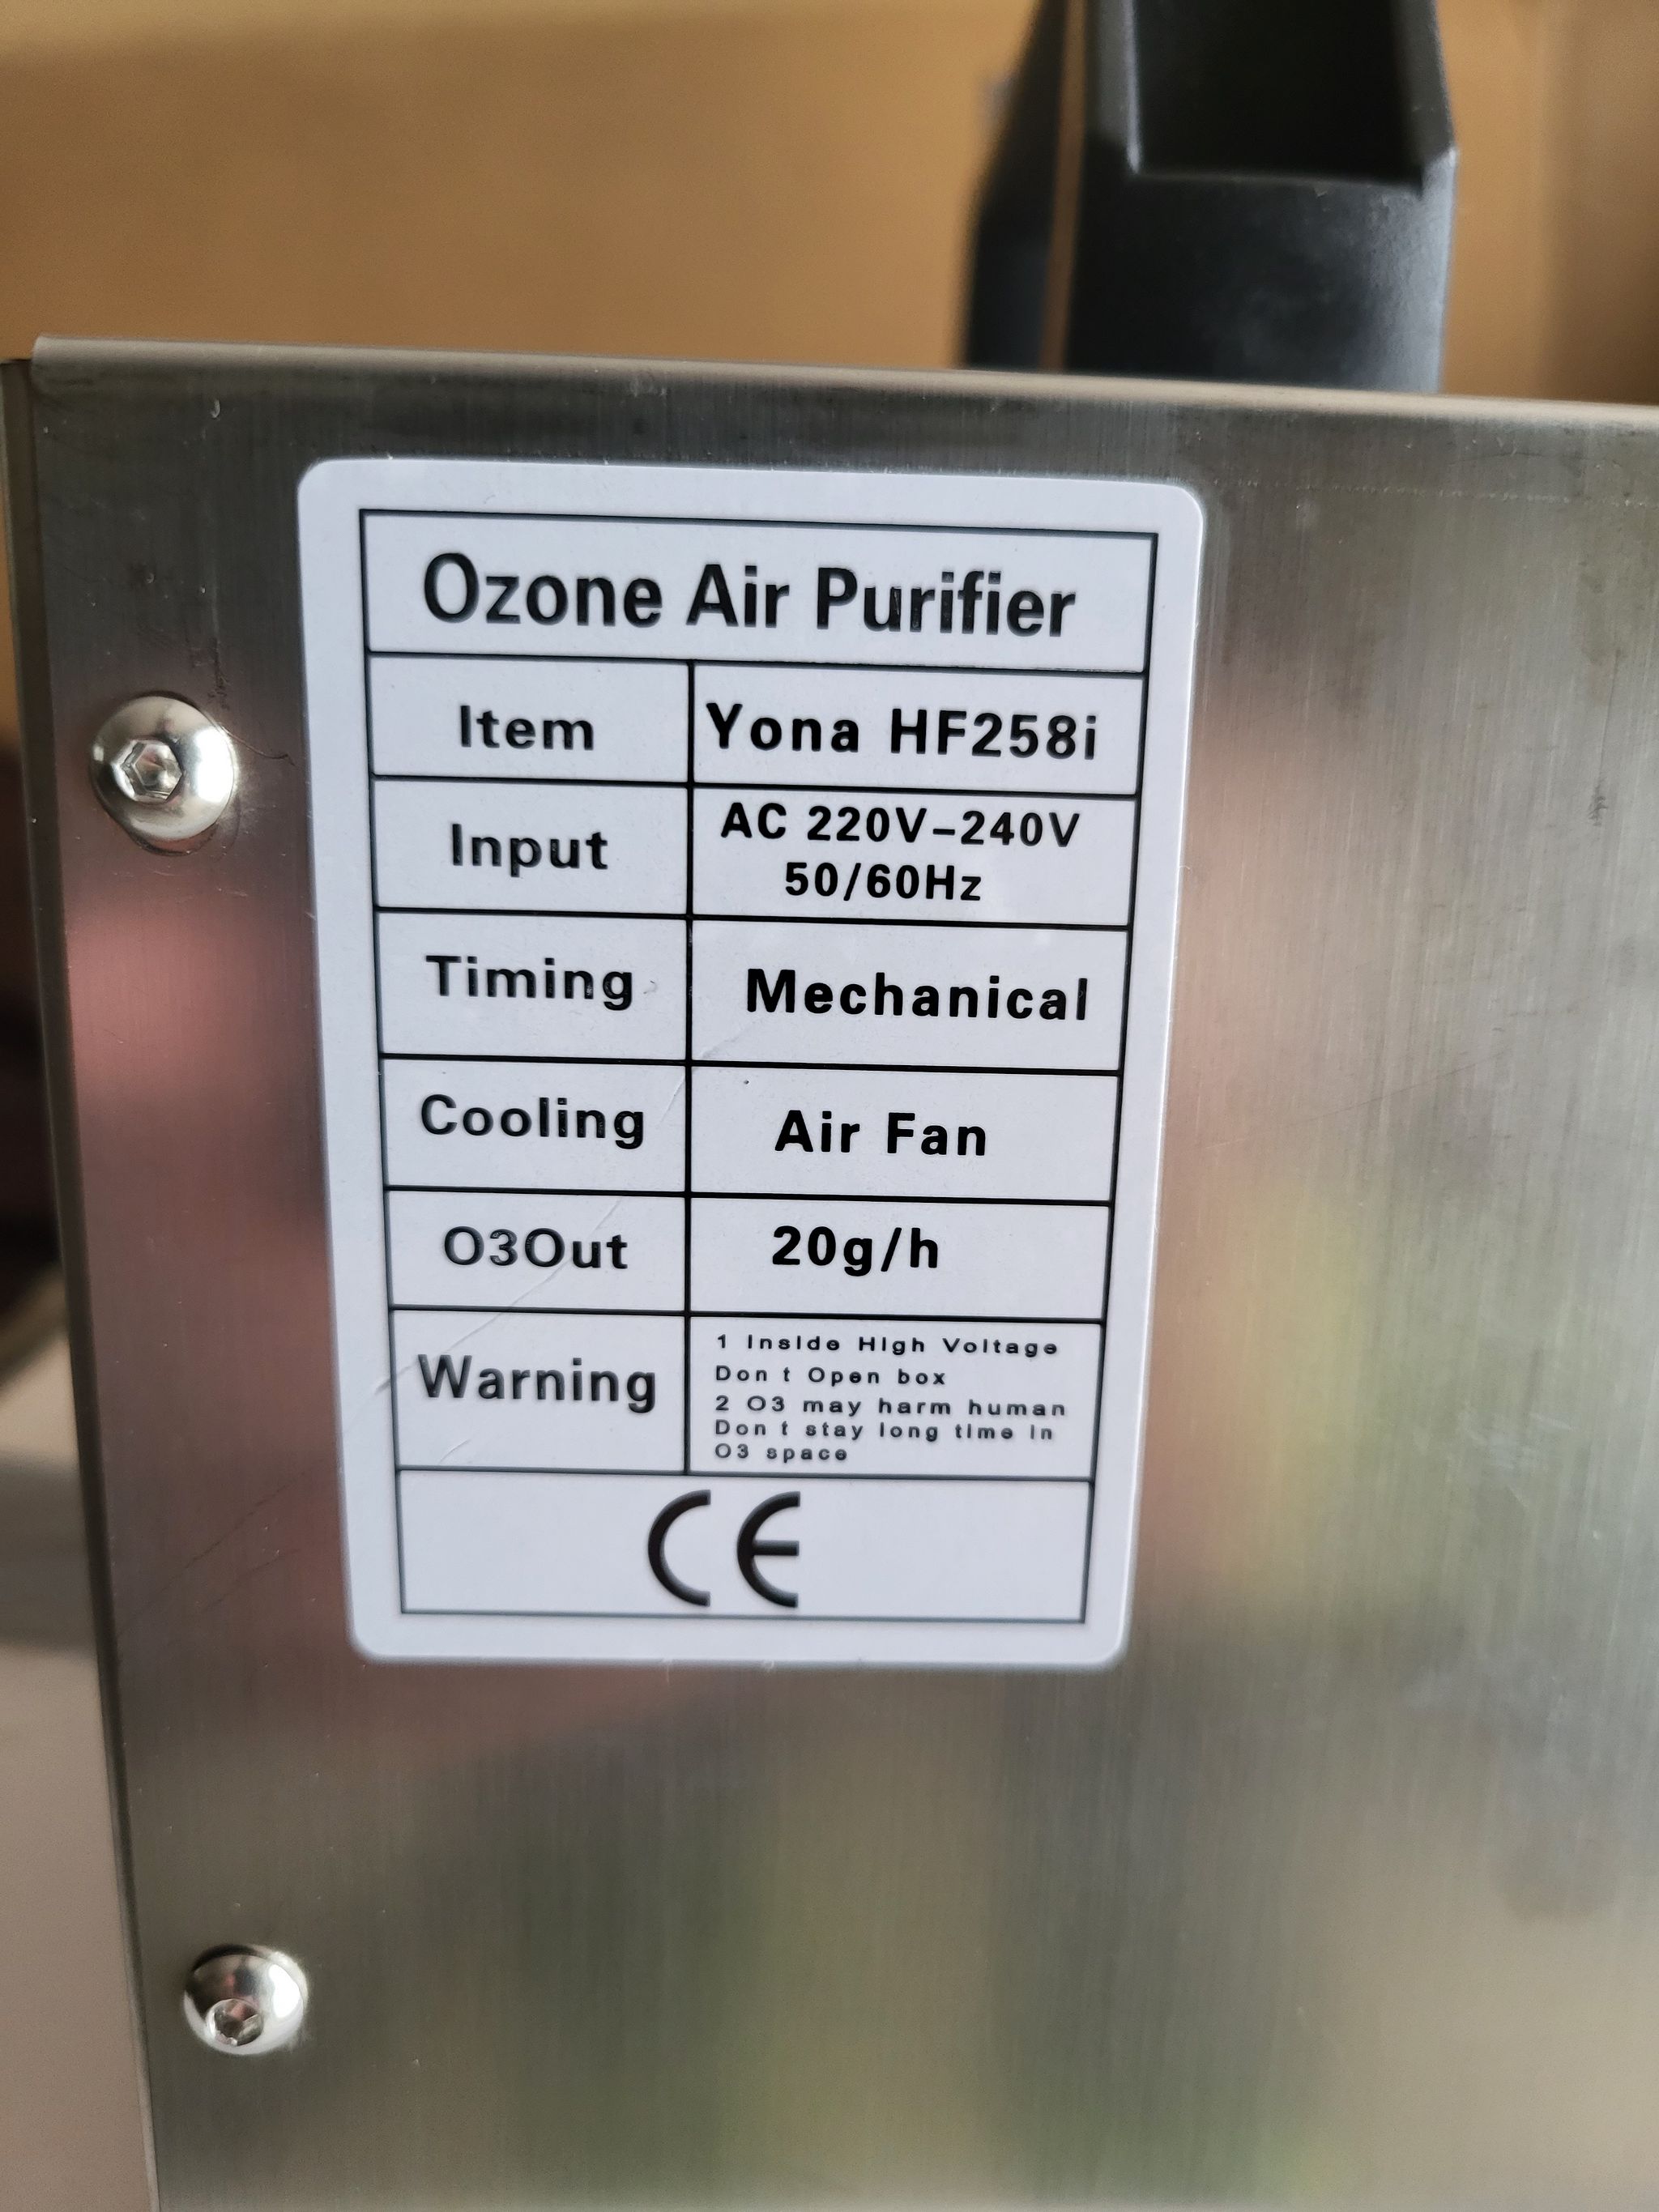 Ozone Air Purifier
Item Yona HF258i
Input AC 220V-240V
50/60Hz
Timing Mechanical
Cooling Air Fan
O3Out 20g/h
Warning
1 Inside High Voltage
Don t Open box
2 O3 may harm human
Don t stay long time in
O3 space
CE